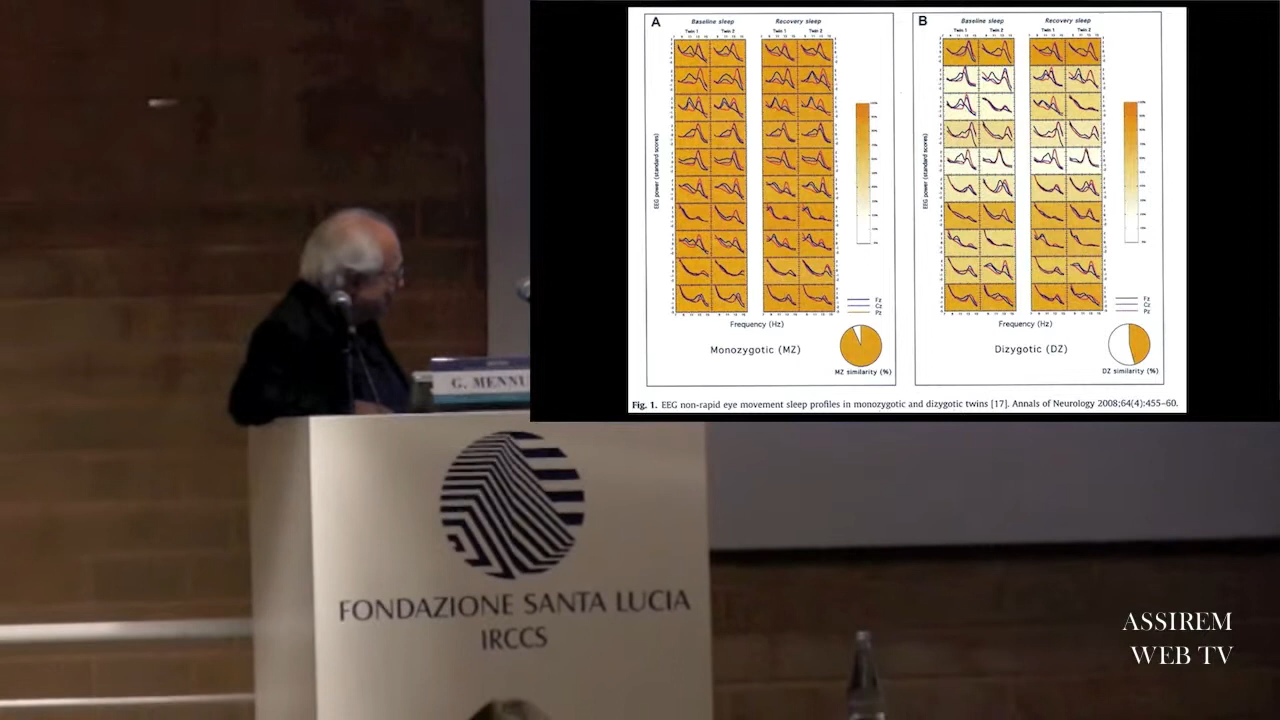 A
Baseline sleep
Recovery sleep
Twin 1
Twin 2
Twin 1
Twin 2
EEG power (standard scores)
Fz
Cz
Pz
Frequency (Hz)
Monozygotic (MZ)
MZ similarity (%)
B
Baseline sleep
Recovery sleep
Twin 1
Twin 2
Twin 1
Twin 2
EEG power (standard scores)
Fz
Cz
Pz
Frequency (Hz)
Dizygotic (DZ)
DZ similarity (%)
Fig. 1. EEG non-rapid eye movement sleep profiles in monozygotic and dizygotic twins [17]. Annals of Neurology 2008;64(4):455–60.
G. MENNU
FONDAZIONE SANTA LUCIA
IRCCS
ASSIREM
WEB TV